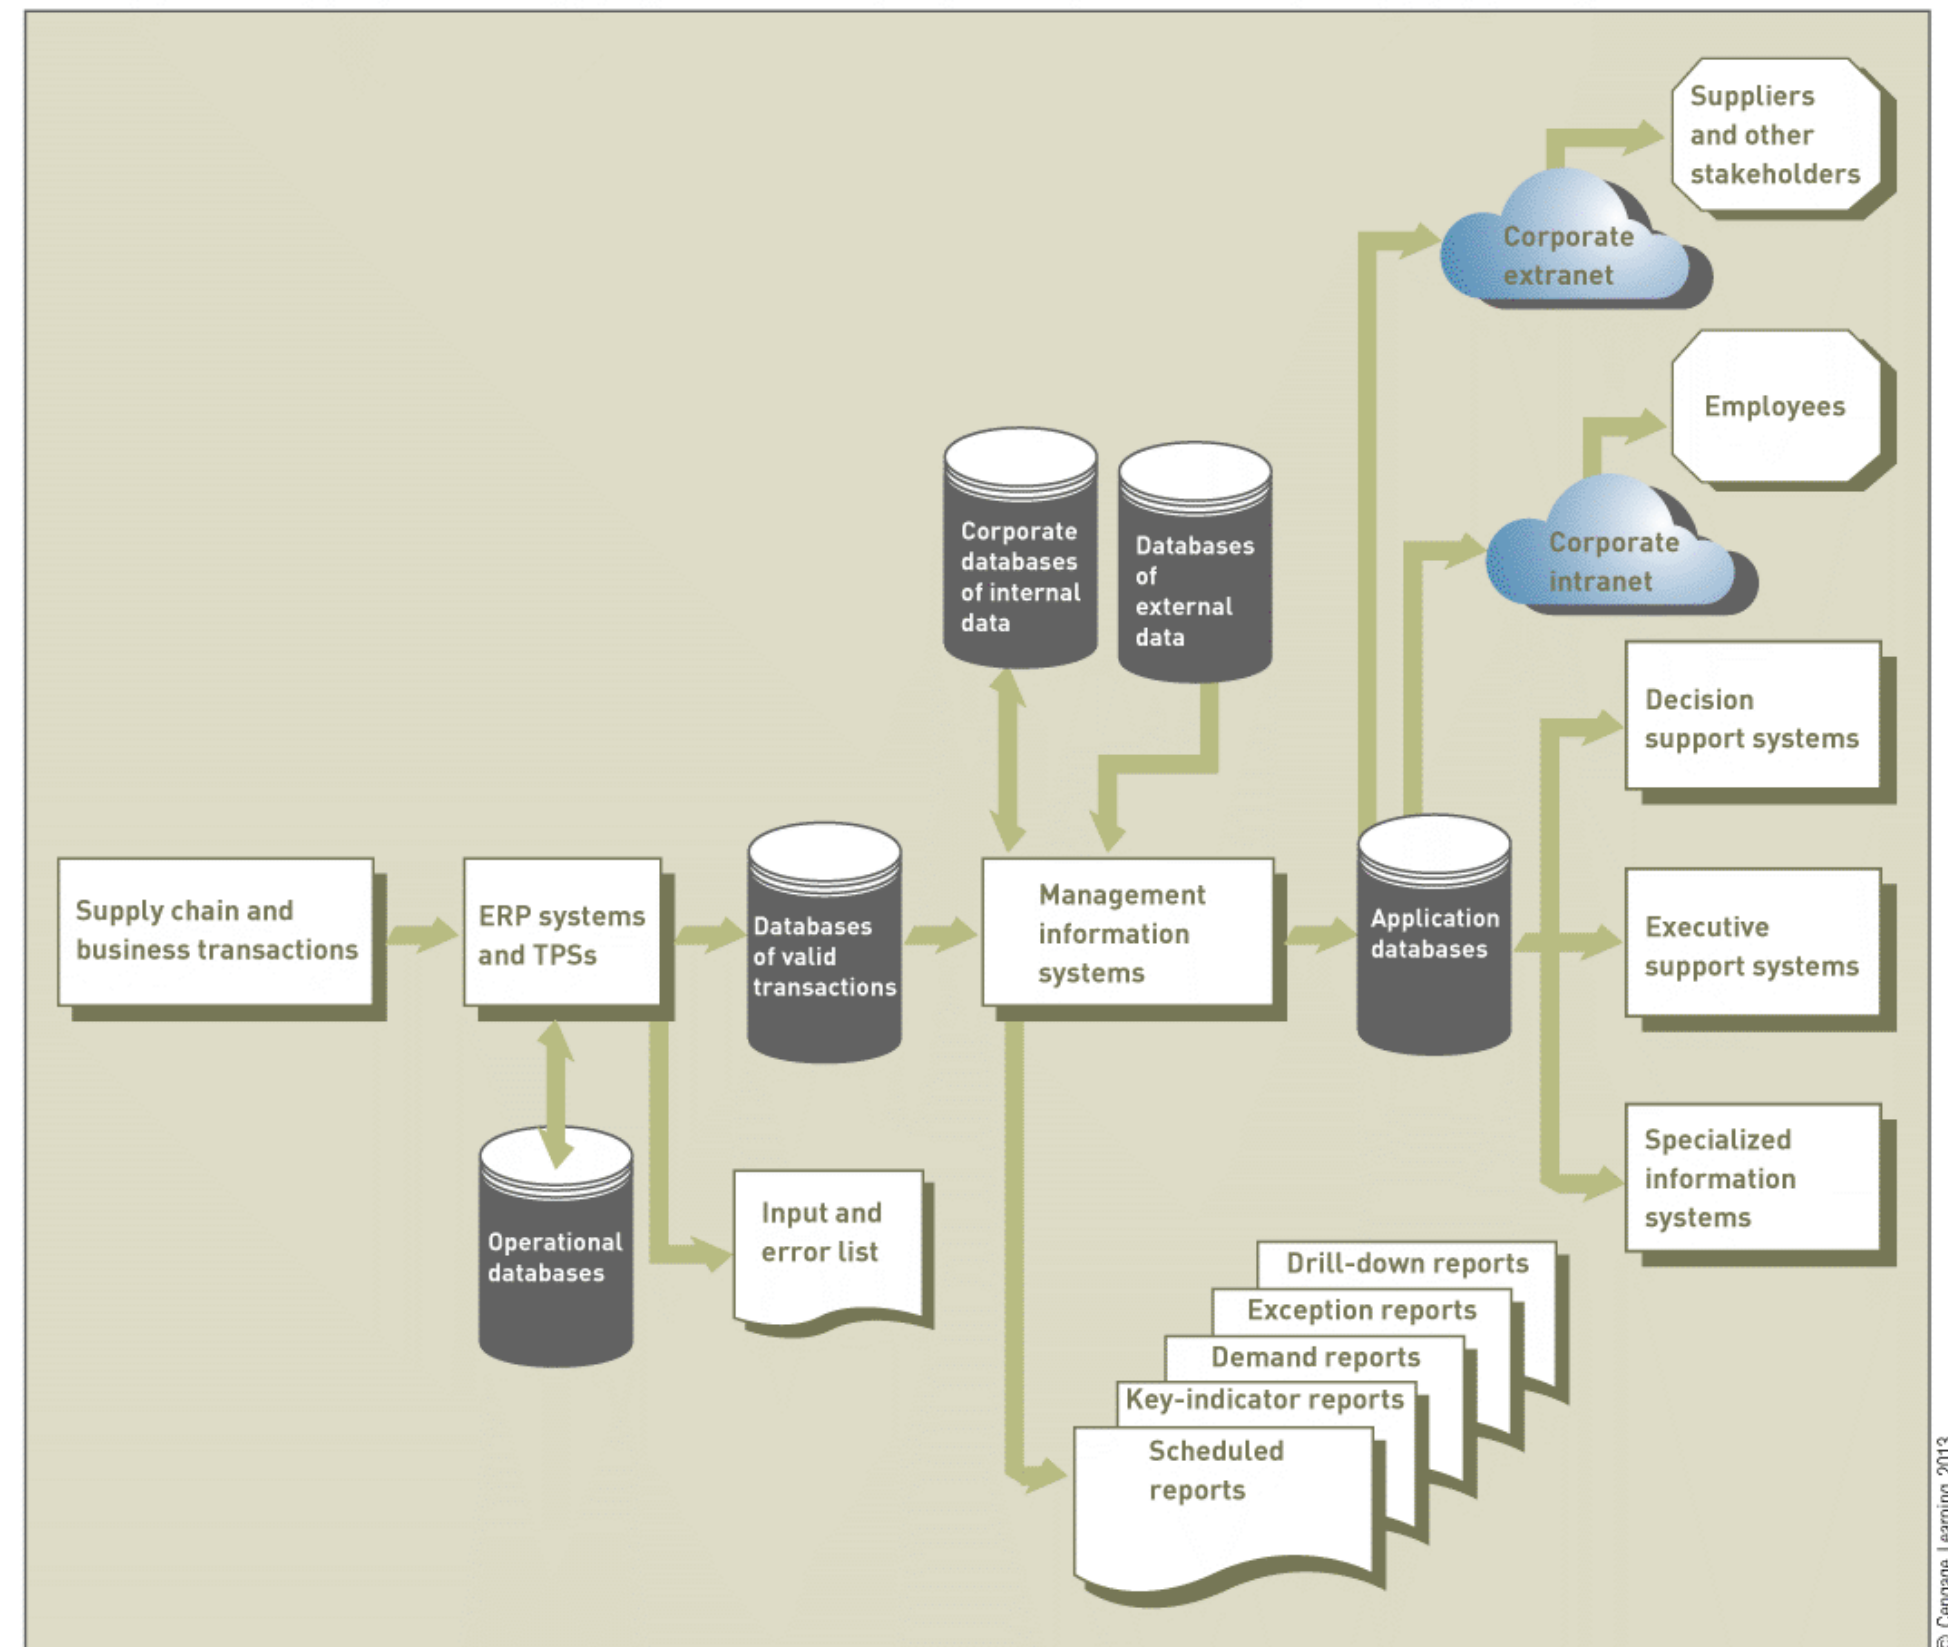 Suppliers
and other
stakeholders
Corporate
extranet
Employees
Corporate
intranet
Corporate
databases
of internal
data
Databases
of
external
data
Decision
support systems
Supply chain and
business transactions
ERP systems
and TPSs
Databases
of valid
transactions
Management
information
systems
Application
databases
Executive
support systems
Operational
databases
Input and
error list
Specialized
information
systems
Drill-down reports
Exception reports
Demand reports
Key-indicator reports
Scheduled
reports
© Cengage Learning 2013